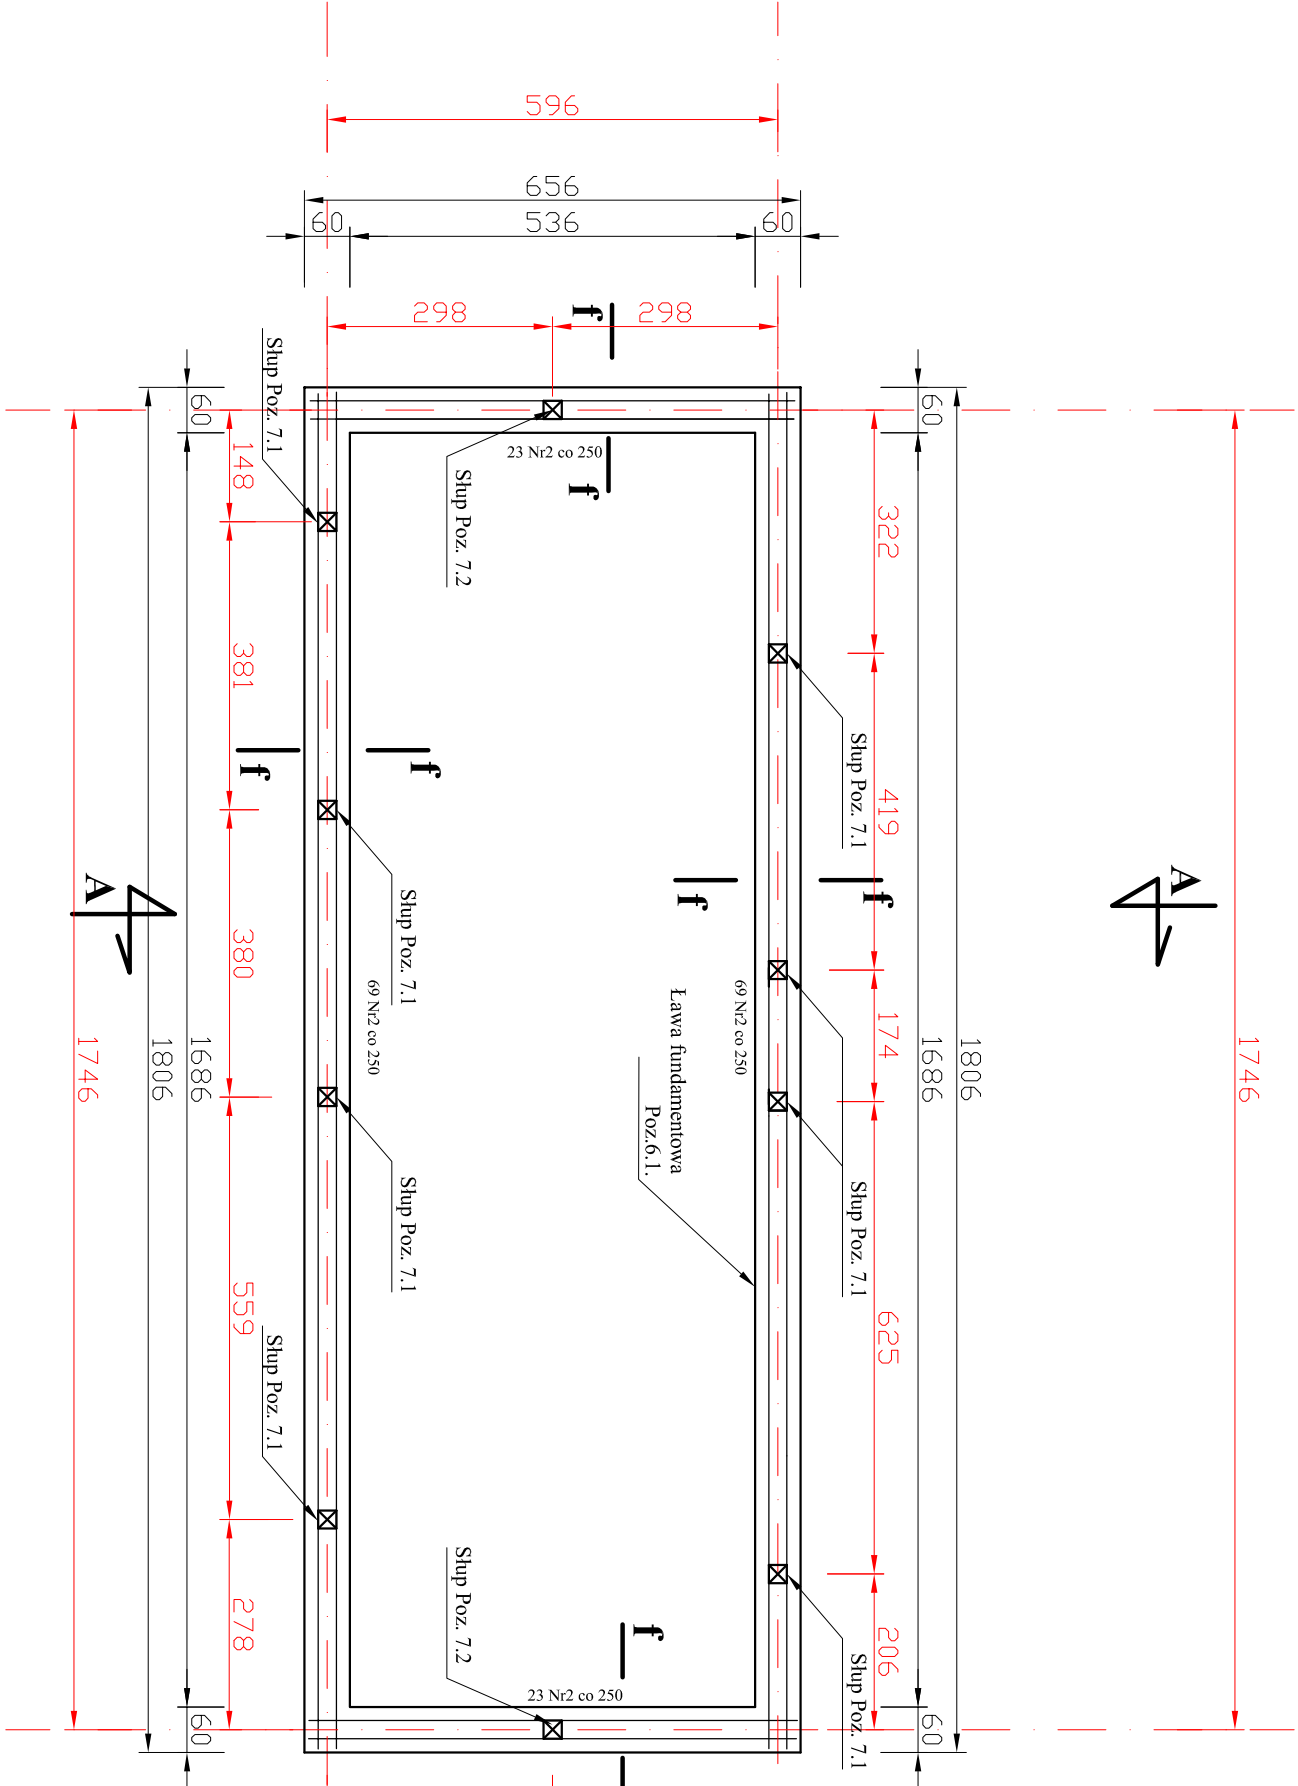 596
656
60
536
60
298
298
f
f
60
60
148
322
23 Nr2 co 250
Słup Poz. 7.1
Słup Poz. 7.2
381
419
Słup Poz. 7.1
f
f
f
f
A
A
Słup Poz. 7.1
380
174
69 Nr2 co 250
69 Nr2 co 250
Ława fundamentowa
Poz.6.1.
1746
1806
1686
1686
1806
1746
Słup Poz. 7.1
Słup Poz. 7.1
559
625
Słup Poz. 7.1
278
206
Słup Poz. 7.2
f
Słup Poz. 7.1
23 Nr2 co 250
60
60